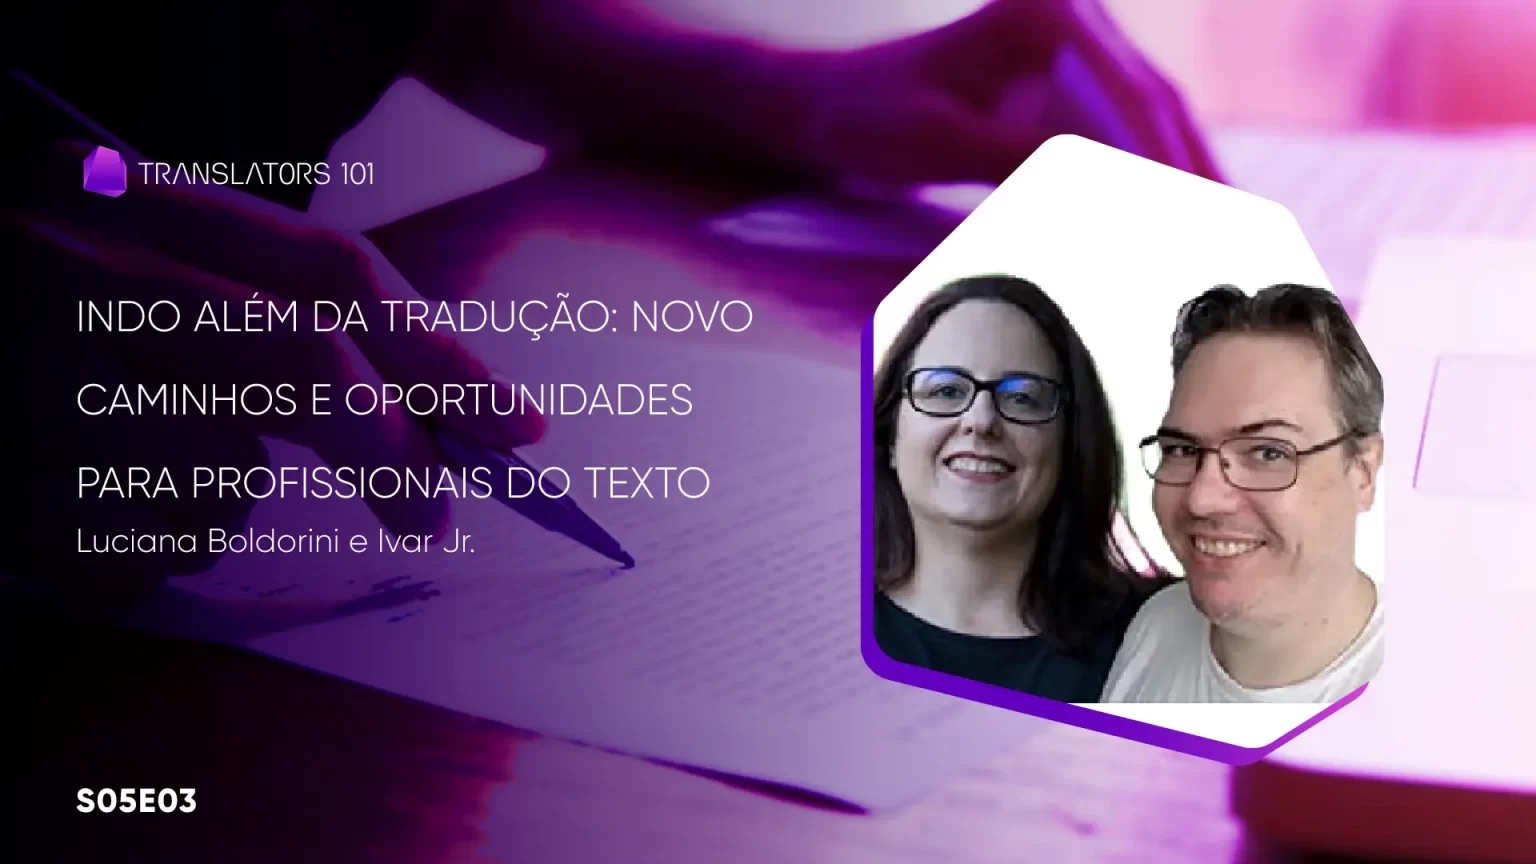 TRANSLATORS 101
INDO ALÉM DA TRADUÇÃO: NOVO
CAMINHOS E OPORTUNIDADES
PARA PROFISSIONAIS DO TEXTO
Luciana Boldorini e Ivar Jr.
S05E03